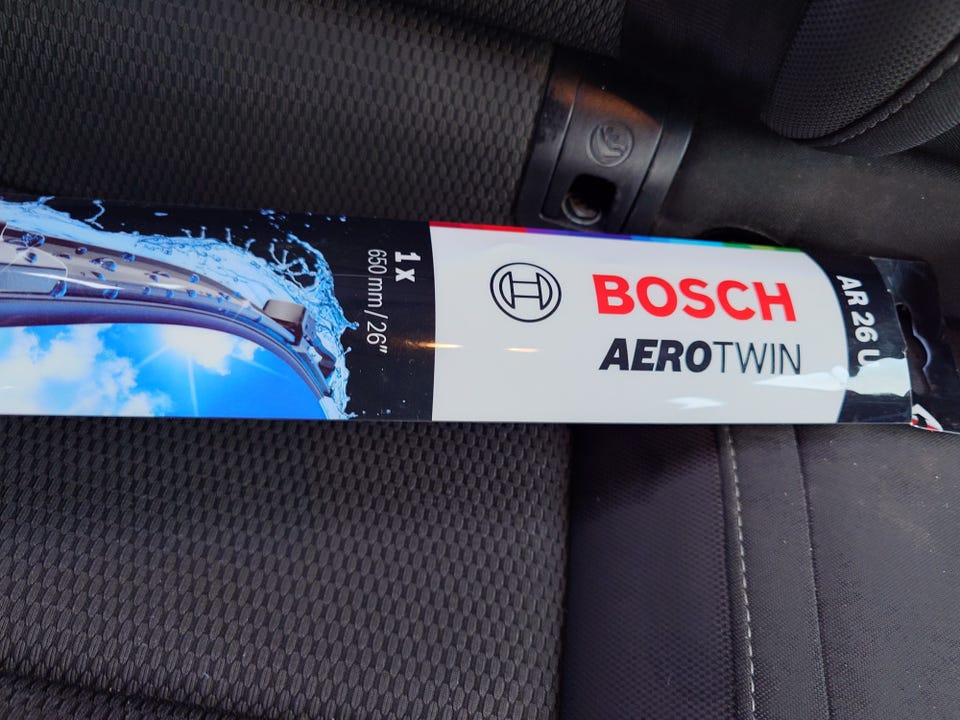 1 x
650 mm / 26"
BOSCH
AEROTWIN
AR 26 U